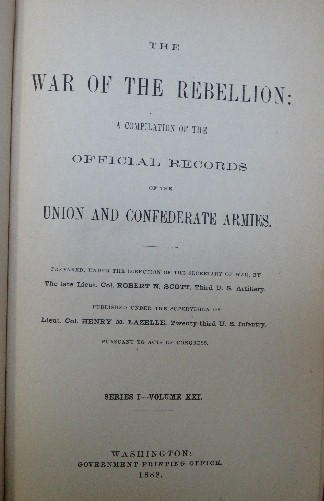 THE
WAR OF THE REBELLION:
A COMPILATION OF THE
OFFICIAL RECORDS
OF THE
UNION AND CONFEDERATE ARMIES.
PREPARED, UNDER THE DIRECTION OF THE SECRETARY OF WAR, BY
The late Lieut. Col. ROBERT N. SCOTT, Third U. S. Artillery.
PUBLISHED UNDER THE SUPERVISION OF
Lieut. Col. HENRY M. LAZELLE, Twenty-third U. S. Infantry.
PURSUANT TO ACTS OF CONGRESS.
SERIES I—VOLUME XXI.
WASHINGTON:
GOVERNMENT PRINTING OFFICE.
1888.